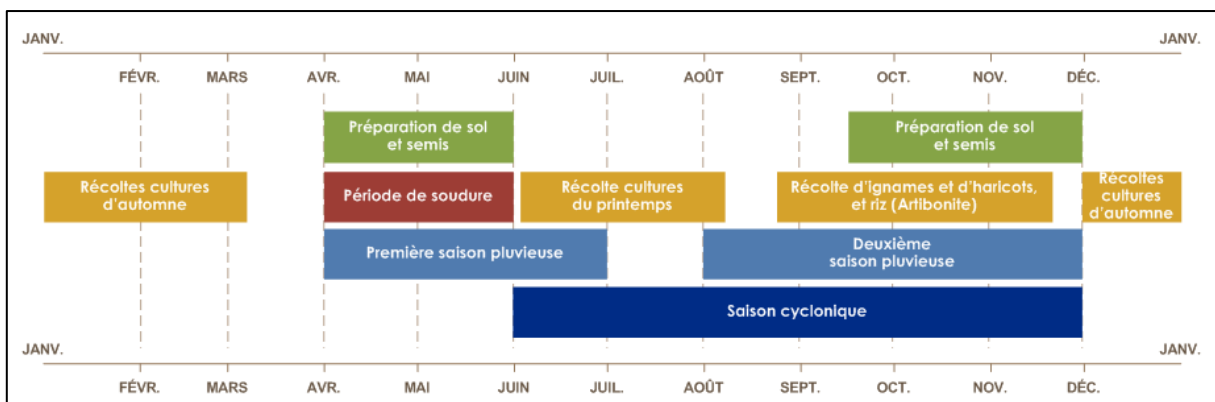 JANV. JANV.
FÉVR. MARS AVR. MAI JUIN JUIL. AOÛT SEPT. OCT. NOV. DÉC.
Préparation de sol
et semis
Préparation de sol
et semis
Récoltes cultures
d'automne
Période de soudure
Récolte cultures
du printemps
Récolte d'ignames et d'haricots,
et riz (Artibonite)
Récoltes
cultures
d'automne
Première saison pluvieuse
Deuxième
saison pluvieuse
Saison cyclonique
JANV. JANV.
FÉVR. MARS AVR. MAI JUIN JUIL. AOÛT SEPT. OCT. NOV. DÉC.